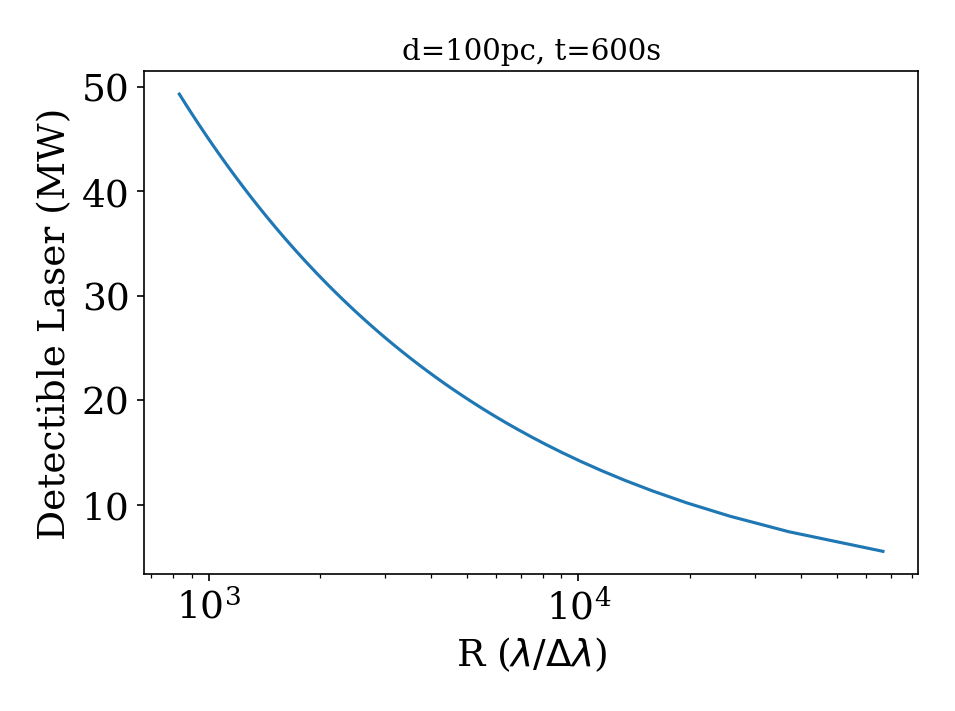 d=100pc, t=600s
50
40
30
20
10
Detectible Laser (MW)
10³ 10⁴
R (λ/Δλ)